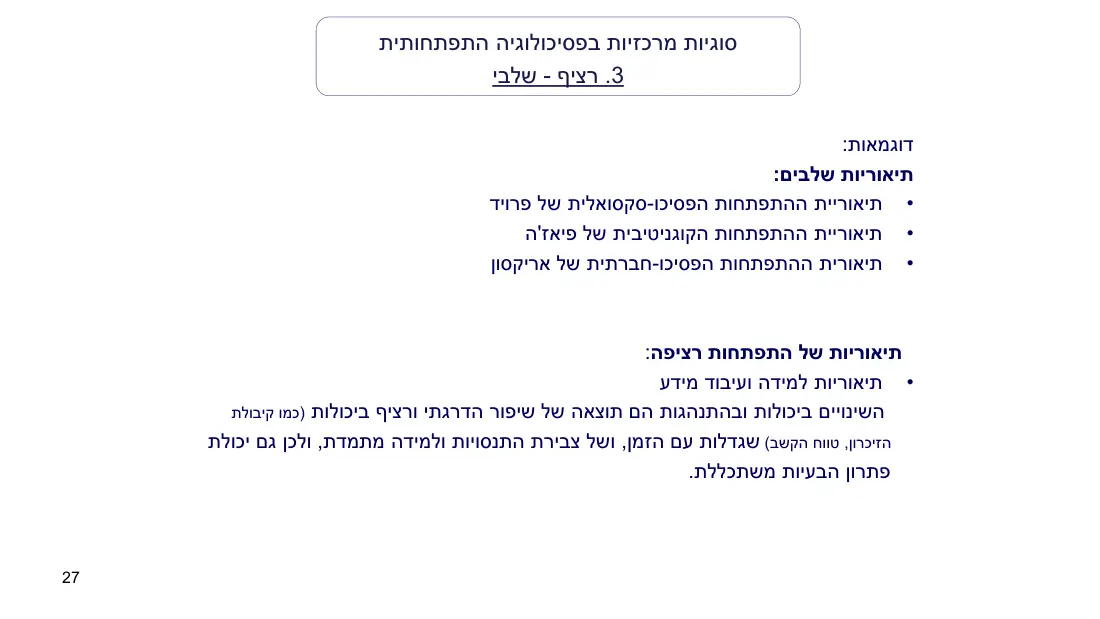 סוגיות מרכזיות בפסיכולוגיה התפתחותית
3. רציף - שלבי
דוגמאות:
תיאוריות שלבים:
• תיאוריית ההתפתחות הפסיכו-סקסואלית של פרויד
• תיאוריית ההתפתחות הקוגניטיבית של פיאז'ה
• תיאורית ההתפתחות הפסיכו-חברתית של אריקסון
תיאוריות של התפתחות רציפה:
• תיאוריות למידה ועיבוד מידע
השינויים ביכולות ובהתנהגות הם תוצאה של שיפור הדרגתי ורציף ביכולות (כמו קיבולת
הזיכרון, טווח הקשב) שגדלות עם הזמן, ושל צבירת התנסויות ולמידה מתמדת, ולכן גם יכולת
פתרון הבעיות משתכללת.
27